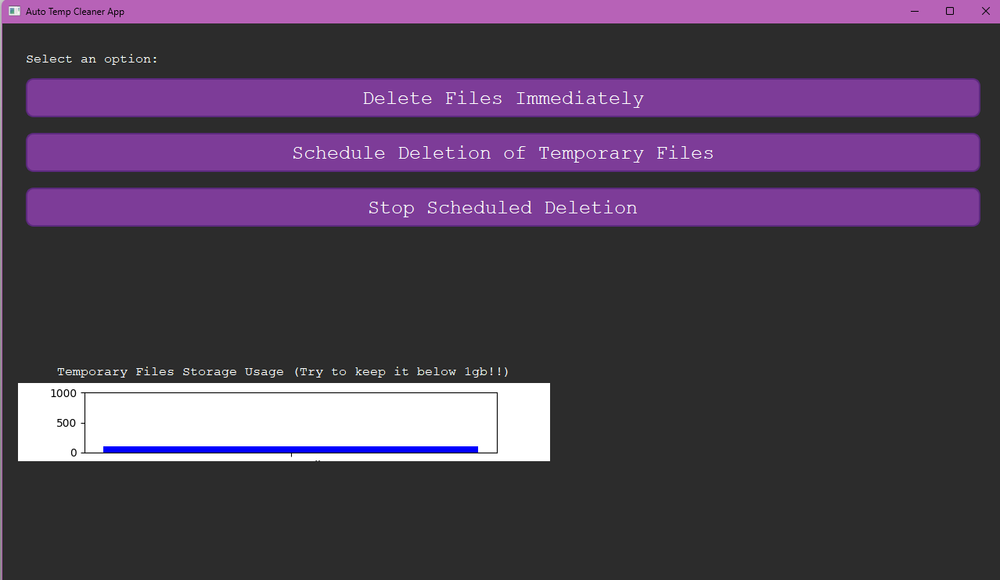 Auto Temp Cleaner App
Select an option:
Delete Files Immediately
Schedule Deletion of Temporary Files
Stop Scheduled Deletion
Temporary Files Storage Usage (Try to keep it below 1gb!!)
1000
500
0